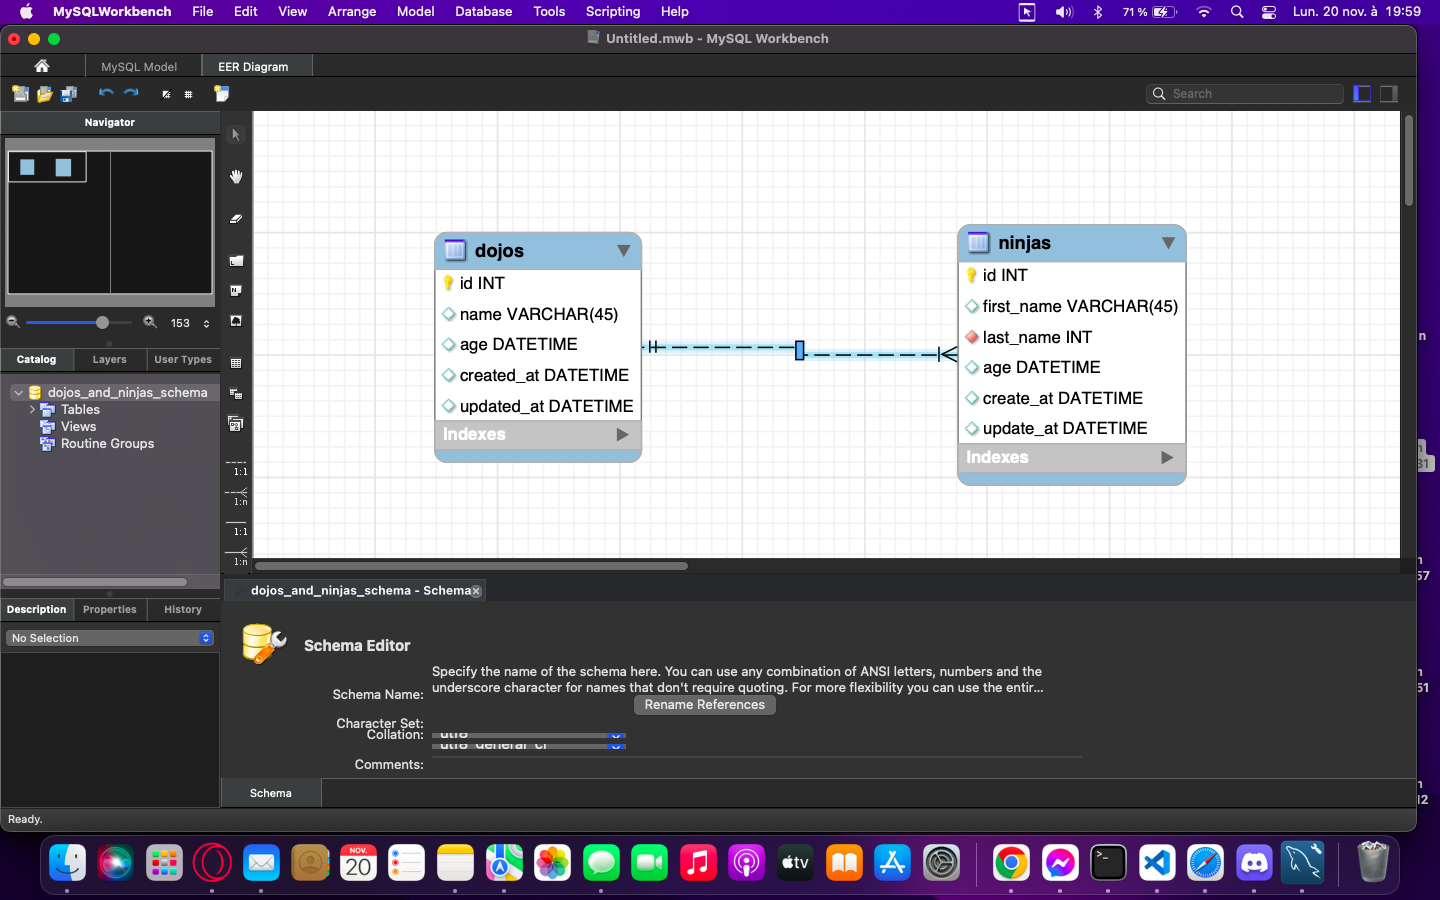 MySQLWorkbench File Edit View Arrange Model Database Tools Scripting Help 71 % Lun. 20 nov. à 19:59
Untitled.mwb - MySQL Workbench
MySQL Model EER Diagram
Search
Navigator
153
Catalog Layers User Types
dojos_and_ninjas_schema
Tables
Views
Routine Groups
Description Properties History
No Selection
1:1
1:n
1:1
1:n
dojos
id INT
name VARCHAR(45)
age DATETIME
created_at DATETIME
updated_at DATETIME
Indexes
ninjas
id INT
first_name VARCHAR(45)
last_name INT
age DATETIME
create_at DATETIME
update_at DATETIME
Indexes
dojos_and_ninjas_schema - Schema
Schema Editor
Specify the name of the schema here. You can use any combination of ANSI letters, numbers and the
underscore character for names that don't require quoting. For more flexibility you can use the entir...
Schema Name:
Rename References
Character Set:
utf8
Collation:
utf8_general_ci
Comments:
Schema
Ready.
NOV.
20
tv